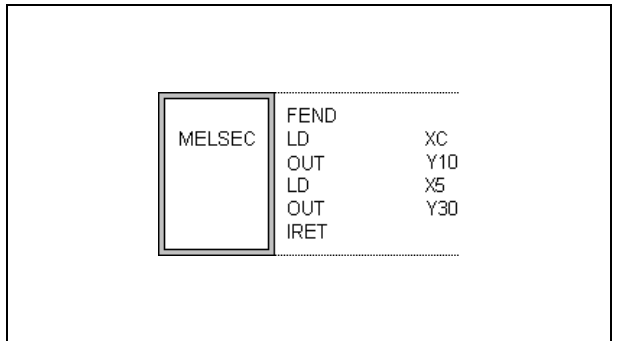 MELSEC
FEND
LD XC
OUT Y10
LD X5
OUT Y30
IRET